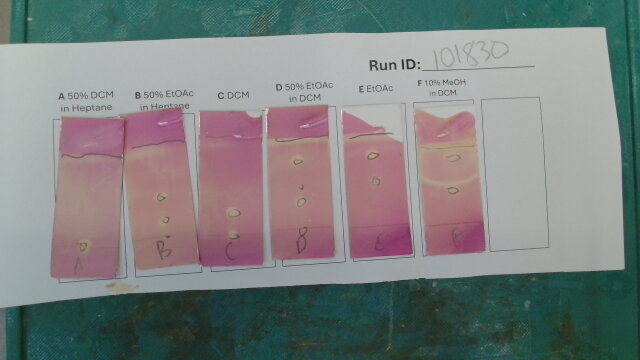 Run ID: 101830
A 50% DCM
in Heptane
B 50% EtOAc
in Heptane
C DCM
D 50% EtOAc
in DCM
E EtOAc
F 10% MeOH
in DCM
A
B
C
D
E
F